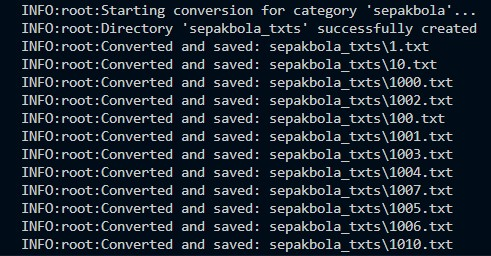 INFO:root:Starting conversion for category 'sepakbola'...
INFO:root:Directory 'sepakbola_txts' successfully created
INFO:root:Converted and saved: sepakbola_txts\1.txt
INFO:root:Converted and saved: sepakbola_txts\10.txt
INFO:root:Converted and saved: sepakbola_txts\1000.txt
INFO:root:Converted and saved: sepakbola_txts\1002.txt
INFO:root:Converted and saved: sepakbola_txts\100.txt
INFO:root:Converted and saved: sepakbola_txts\1001.txt
INFO:root:Converted and saved: sepakbola_txts\1003.txt
INFO:root:Converted and saved: sepakbola_txts\1004.txt
INFO:root:Converted and saved: sepakbola_txts\1007.txt
INFO:root:Converted and saved: sepakbola_txts\1005.txt
INFO:root:Converted and saved: sepakbola_txts\1006.txt
INFO:root:Converted and saved: sepakbola_txts\1010.txt